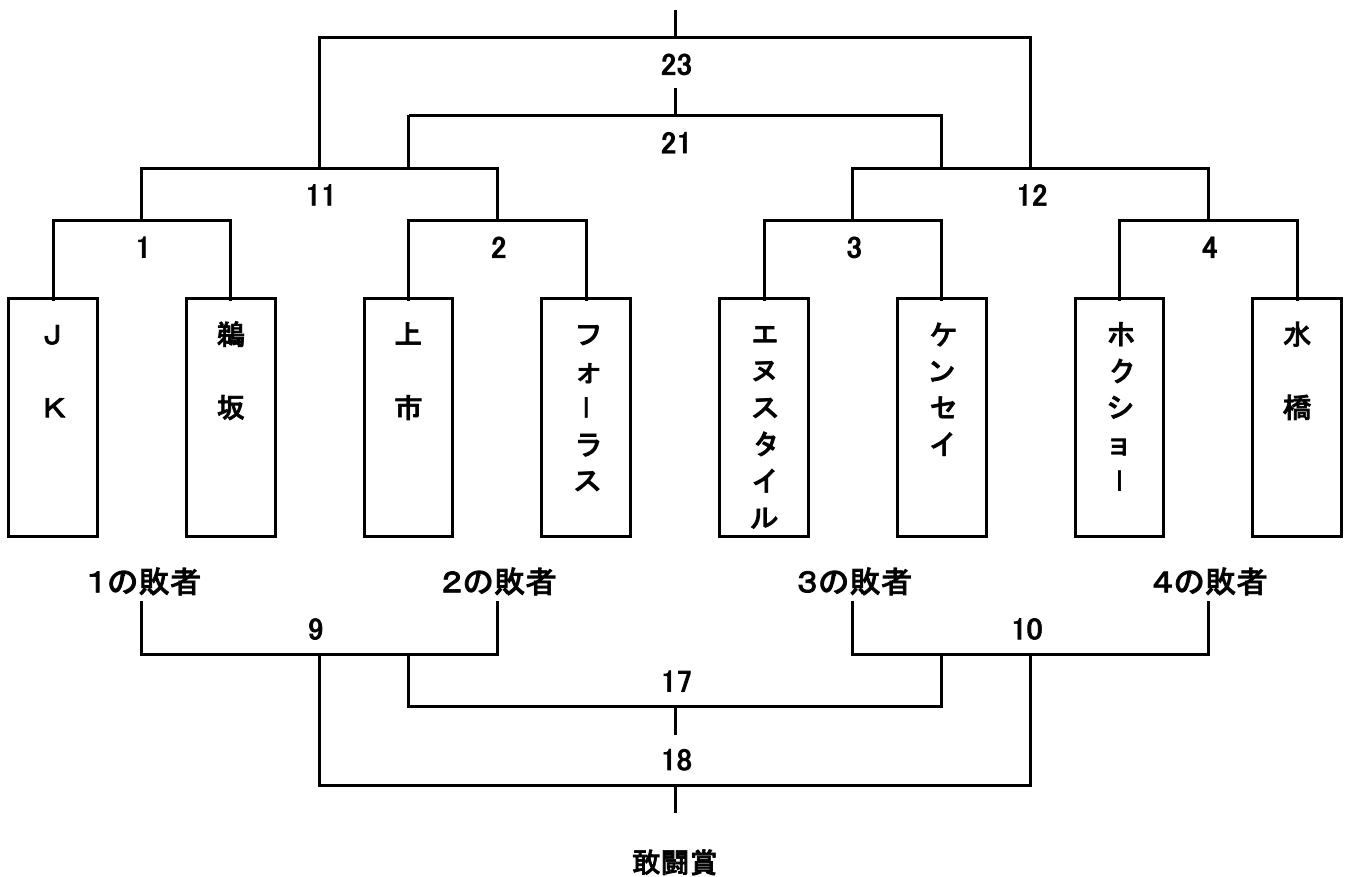 23
21
11
12
1
2
3
4
JK
鵜坂
上市
フォーラス
エヌスタイル
ケンセイ
ホクショー
水橋
1の敗者
2の敗者
3の敗者
4の敗者
9
10
17
18
敢闘賞